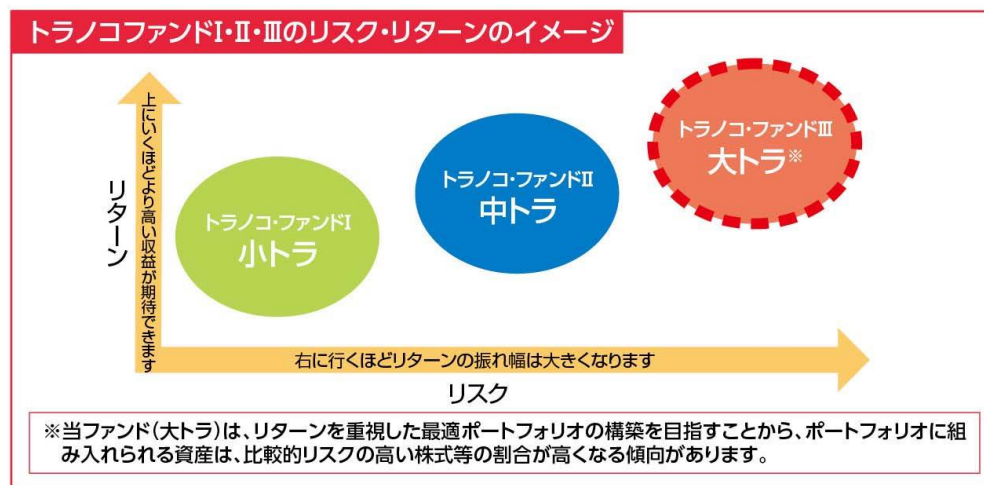 トラノコファンドⅠ・Ⅱ・Ⅲのリスク・リターンのイメージ
上にいくほどより高い収益が期待できます
リターン
トラノコ・ファンドⅠ
小トラ
トラノコ・ファンドⅡ
中トラ
トラノコ・ファンドⅢ
大トラ※
右に行くほどリターンの振れ幅は大きくなります
リスク
※当ファンド(大トラ)は、リターンを重視した最適ポートフォリオの構築を目指すことから、ポートフォリオに組
み入れられる資産は、比較的リスクの高い株式等の割合が高くなる傾向があります。